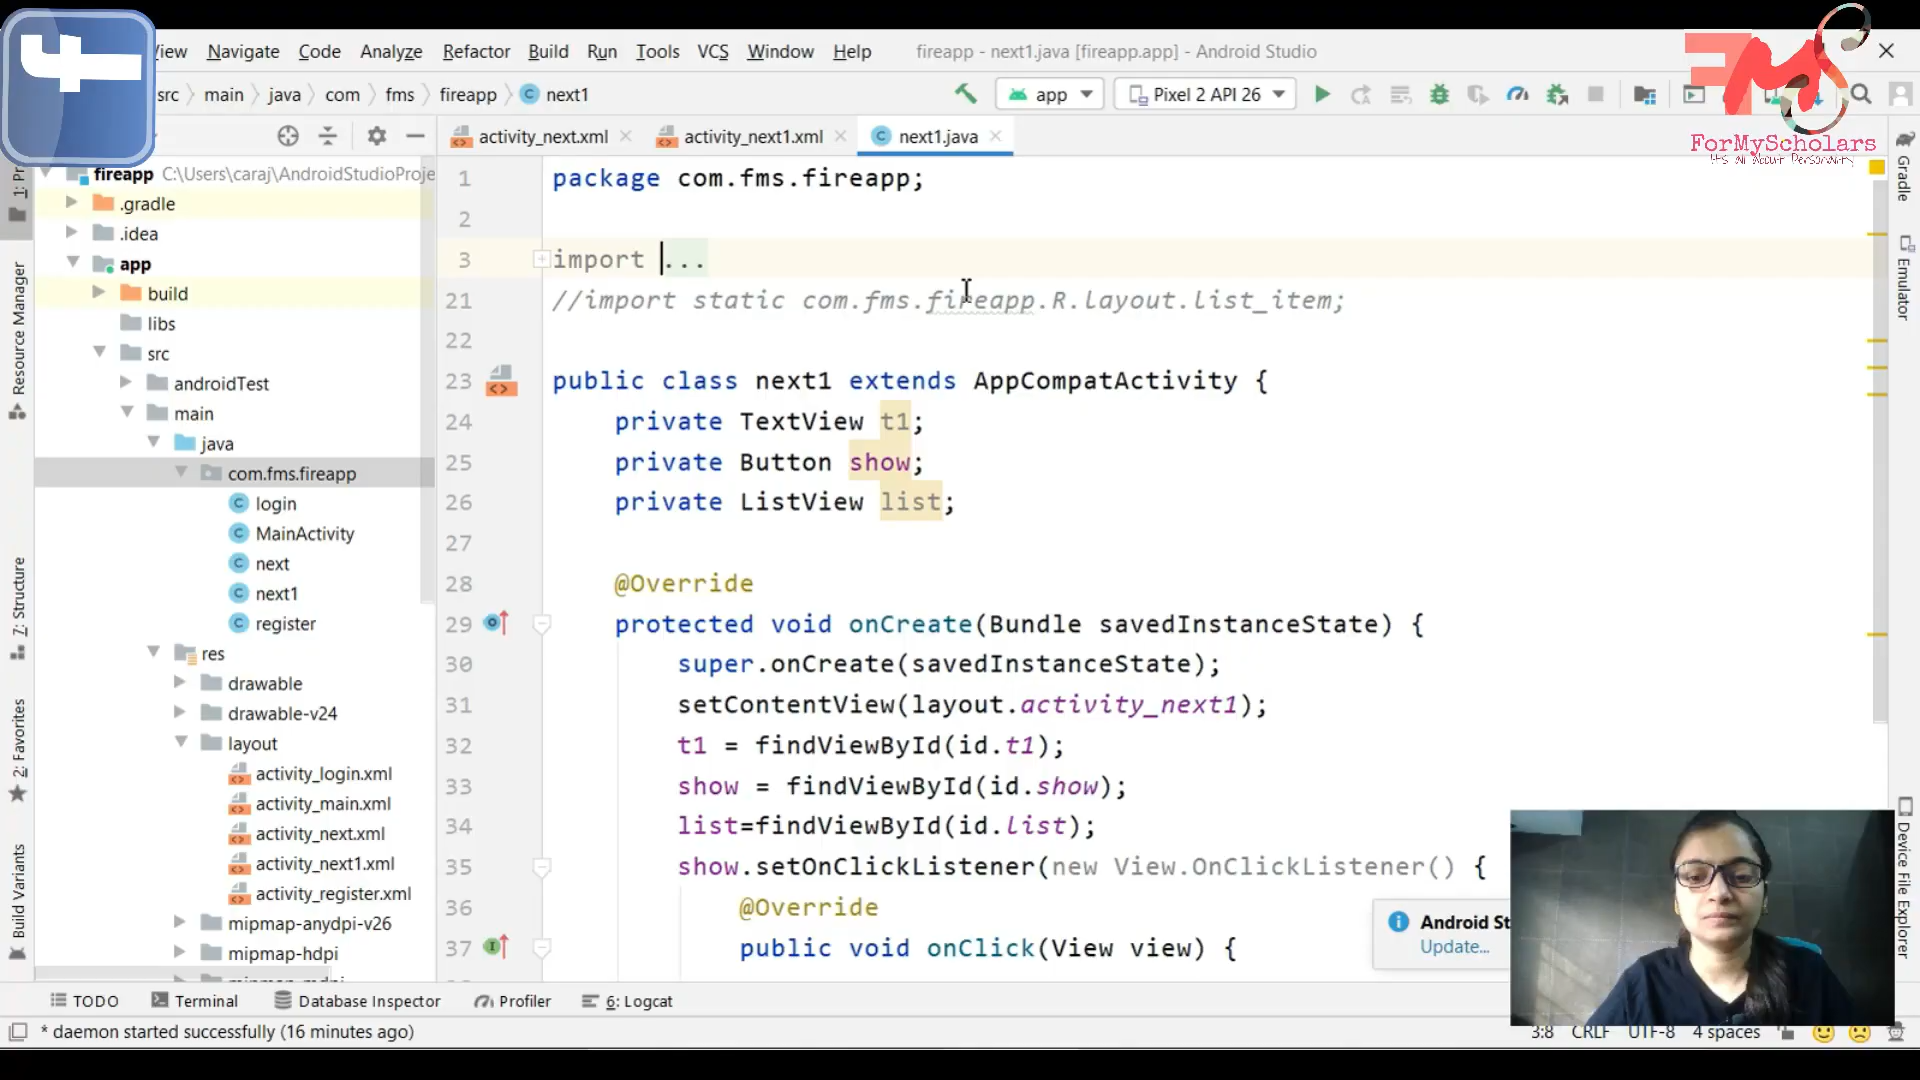 View Navigate Code Analyze Refactor Build Run Tools VCS Window Help fireapp - next1.java [fireapp.app] - Android Studio
src main java com fms fireapp next1 app Pixel 2 API 26
FMS
ForMyScholars
It's all about Personality
activity_next.xml activity_next1.xml next1.java
fireapp C:\Users\caraj\AndroidStudioProje
.gradle
.idea
app
build
libs
src
androidTest
main
java
com.fms.fireapp
login
MainActivity
next
next1
register
res
drawable
drawable-v24
layout
activity_login.xml
activity_main.xml
activity_next.xml
activity_next1.xml
activity_register.xml
mipmap-anydpi-v26
mipmap-hdpi
1 package com.fms.fireapp;
2
3 import ...
21 //import static com.fms.fireapp.R.layout.list_item;
22
23 public class next1 extends AppCompatActivity {
24 private TextView t1;
25 private Button show;
26 private ListView list;
27
28 @Override
29 protected void onCreate(Bundle savedInstanceState) {
30 super.onCreate(savedInstanceState);
31 setContentView(layout.activity_next1);
32 t1 = findViewById(id.t1);
33 show = findViewById(id.show);
34 list=findViewById(id.list);
35 show.setOnClickListener(new View.OnClickListener() {
36 @Override
37 public void onClick(View view) {
Resource Manager
7: Structure
2: Favorites
Build Variants
Gradle
Emulator
Device File Explorer
Android St
Update...
TODO Terminal Database Inspector Profiler 6: Logcat
* daemon started successfully (16 minutes ago) 3:8 CRLF UTF-8 4 spaces